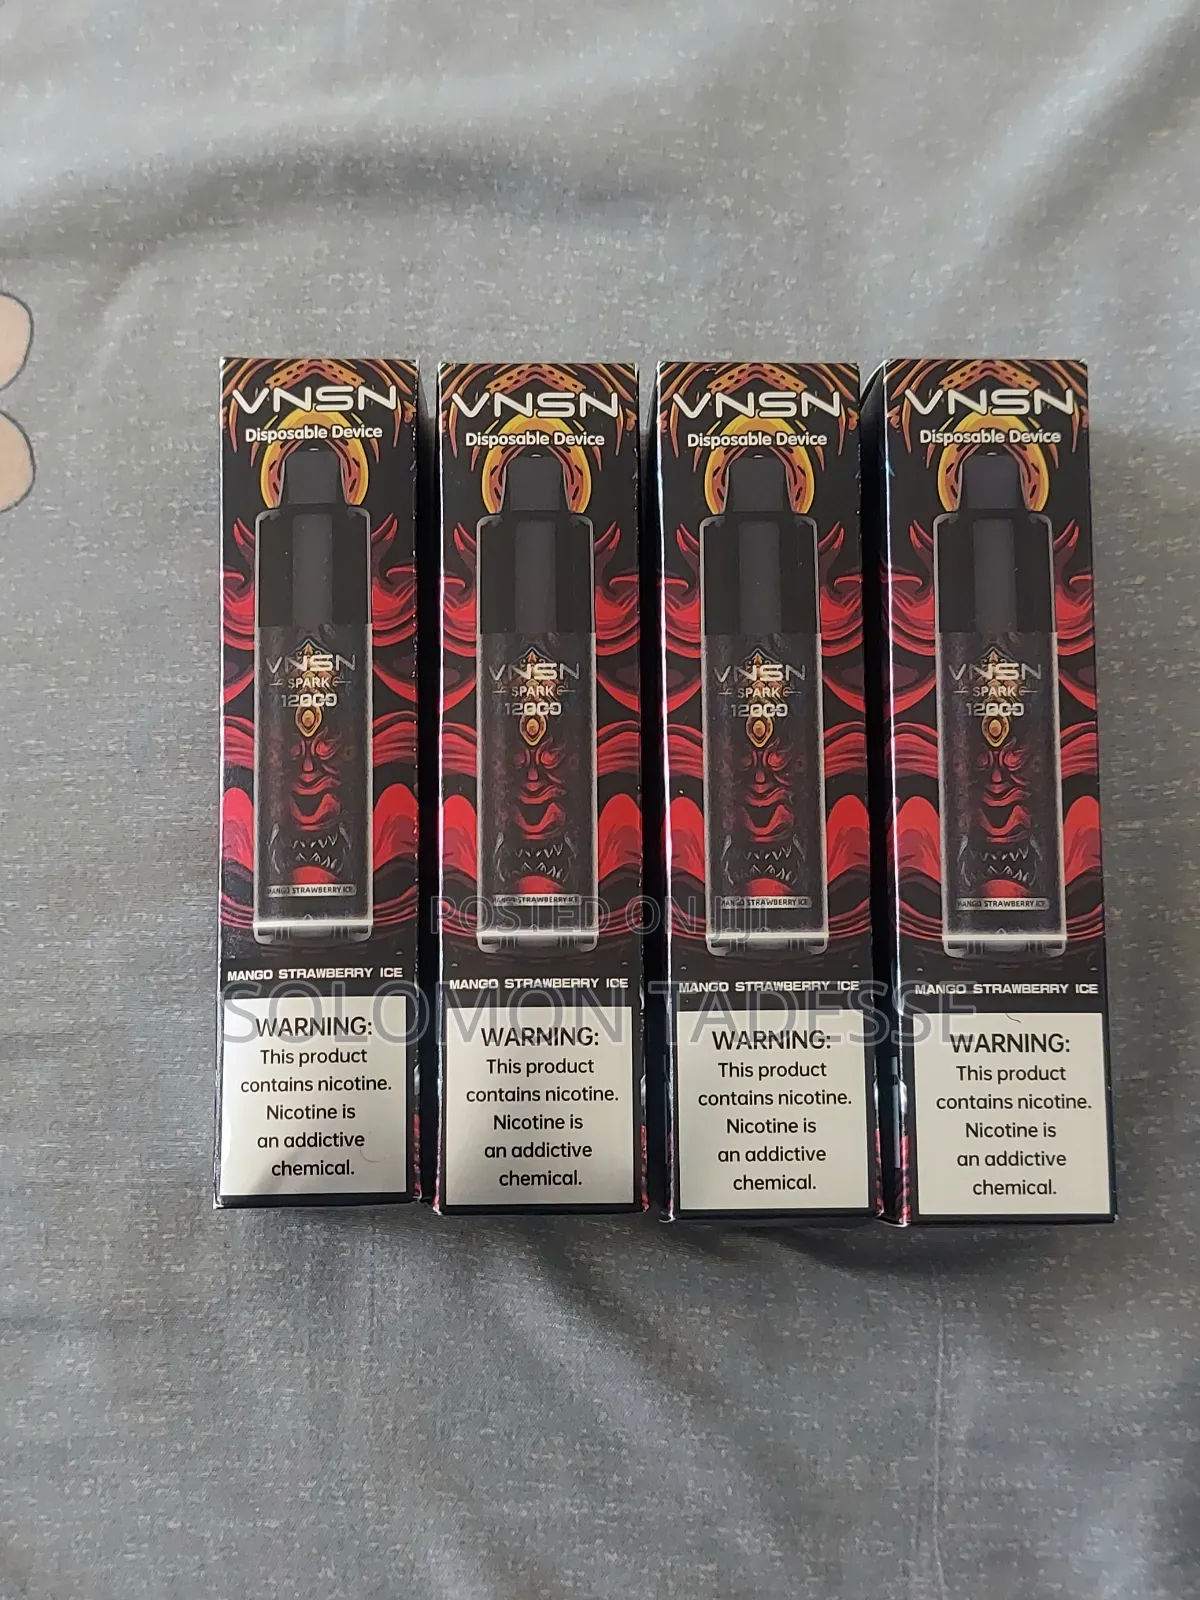 VNSN
Disposable Device
VNSN
SPARK
12000
MANGO STRAWBERRY ICE
MANGO STRAWBERRY ICE
WARNING:
This product
contains nicotine.
Nicotine is
an addictive
chemical.
VNSN
Disposable Device
VNSN
SPARK
12000
MANGO STRAWBERRY ICE
MANGO STRAWBERRY ICE
WARNING:
This product
contains nicotine.
Nicotine is
an addictive
chemical.
VNSN
Disposable Device
VNSN
SPARK
12000
MANGO STRAWBERRY ICE
MANGO STRAWBERRY ICE
WARNING:
This product
contains nicotine.
Nicotine is
an addictive
chemical.
VNSN
Disposable Device
VNSN
SPARK
12000
MANGO STRAWBERRY ICE
MANGO STRAWBERRY ICE
WARNING:
This product
contains nicotine.
Nicotine is
an addictive
chemical.
POSTED ON JIJI
SOLOMON TADESSE